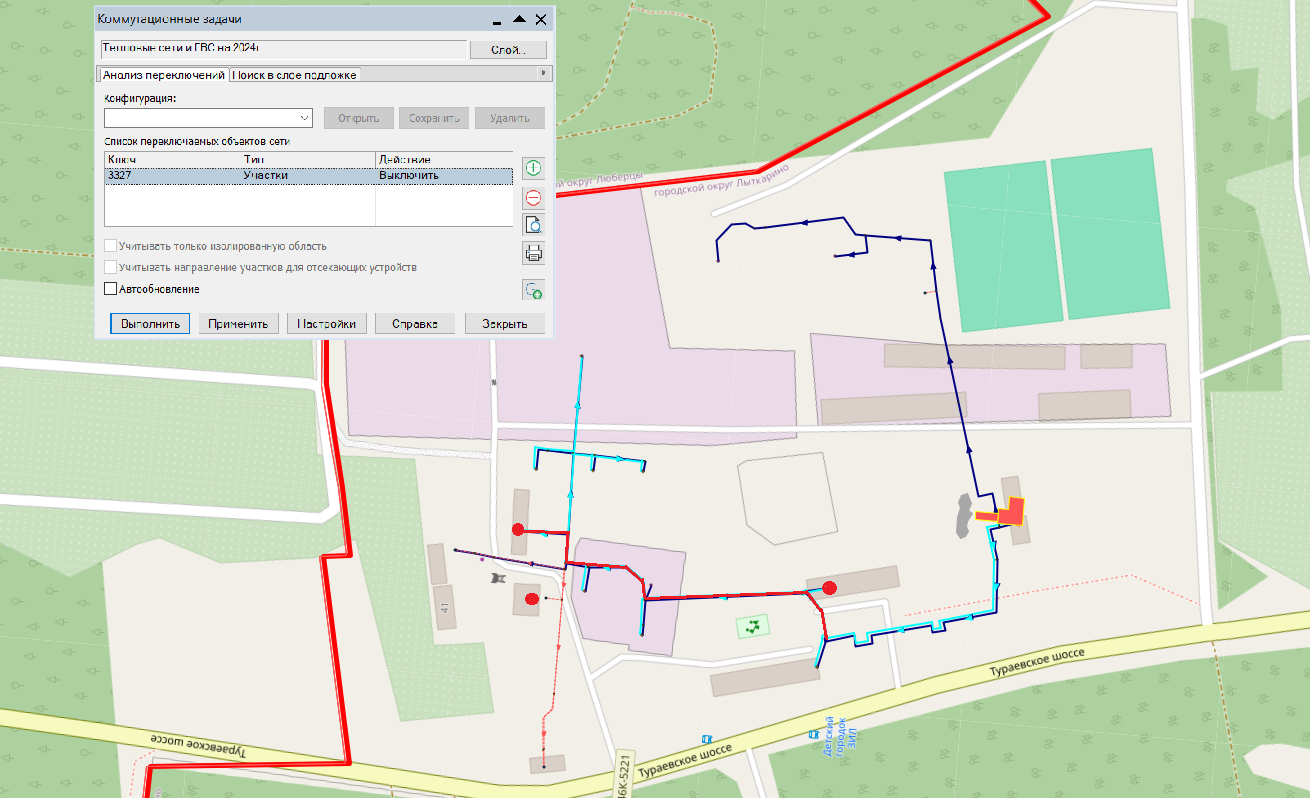 Коммутационные задачи
Тепловые сети и ГВС на 2024г
Слой...
Анализ переключений
Поиск в слое подложке
Конфигурация:
Открыть
Сохранить
Удалить
Список переключаемых объектов сети
Ключ Тип Действие
3327 Участки Выключить
Учитывать только изолированную область
Учитывать направление участков для отсекающих устройств
Автообновление
Выполнить
Применить
Настройки
Справка
Закрыть
й округ Люберцы
городской округ Лыткарино
41
Тураевское шоссе
Тураевское шоссе
Тураевское шоссе
Детский
городок
ЗИЛ
46К-5221